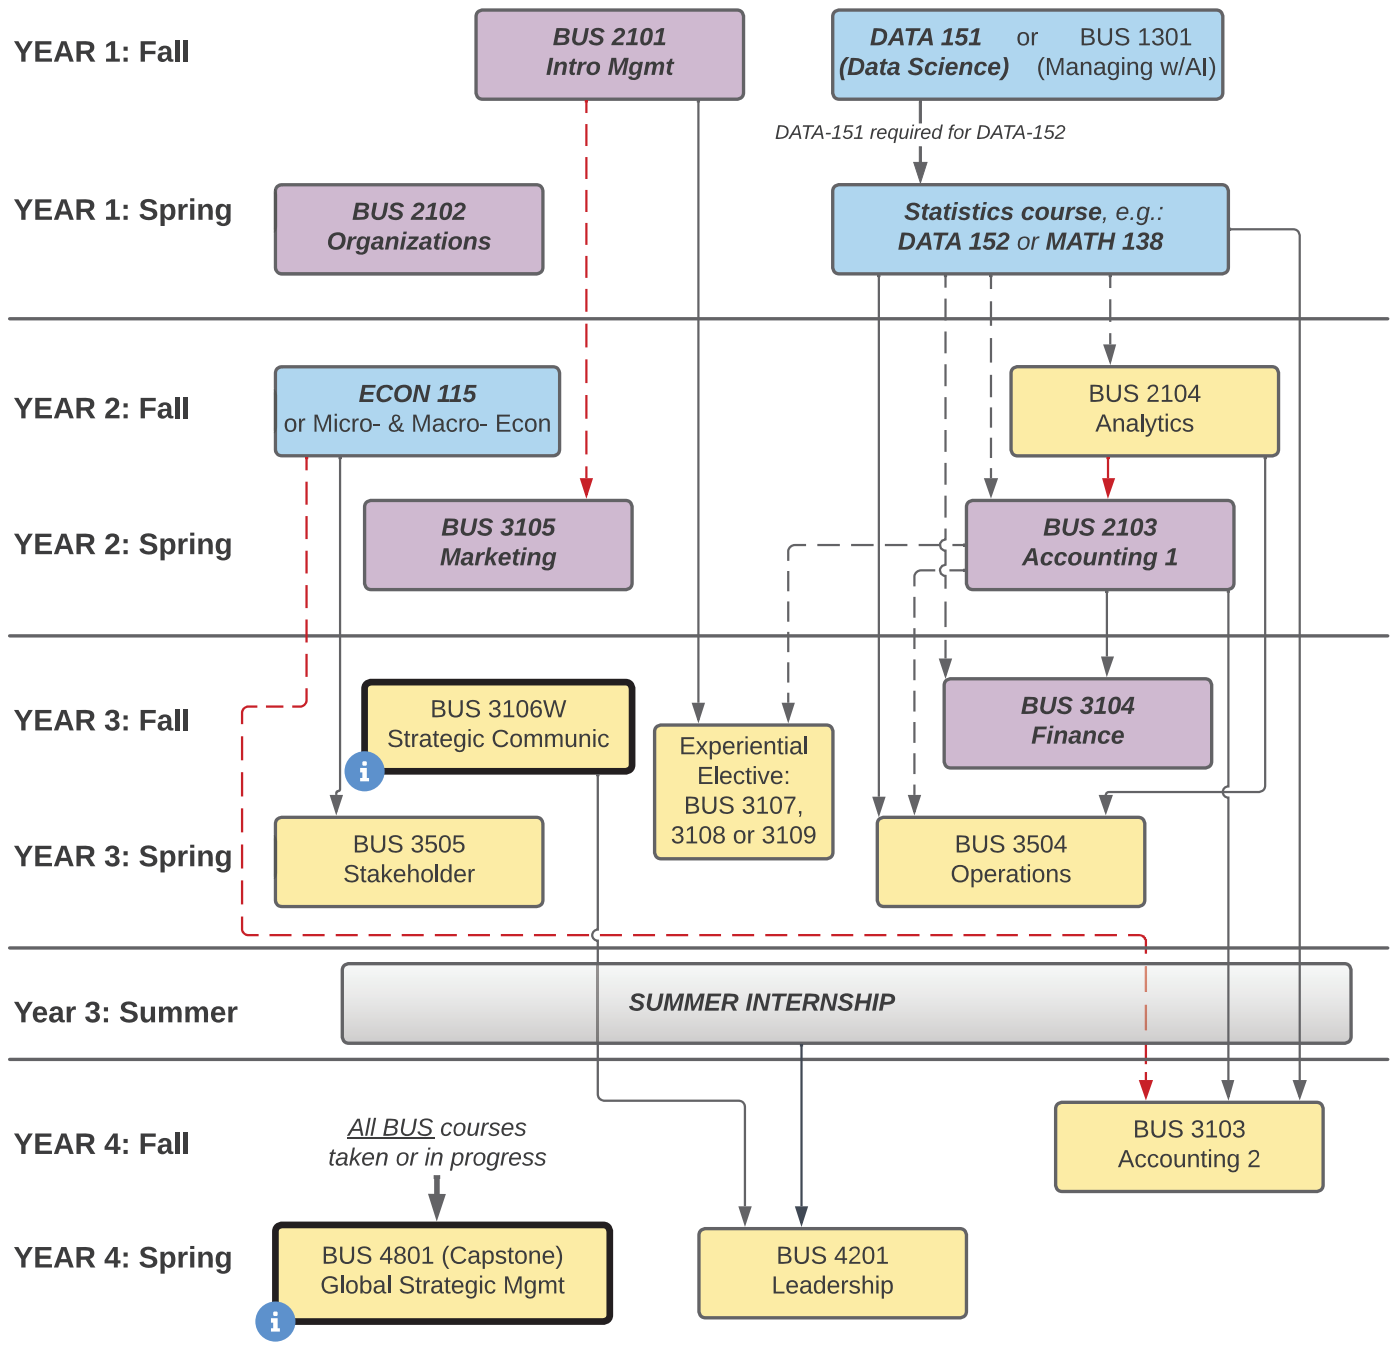 YEAR 1: Fall
BUS 2101
Intro Mgmt
DATA 151 or BUS 1301
(Data Science) (Managing w/AI)
DATA-151 required for DATA-152
YEAR 1: Spring
BUS 2102
Organizations
Statistics course, e.g.:
DATA 152 or MATH 138
YEAR 2: Fall
ECON 115
or Micro- & Macro- Econ
BUS 2104
Analytics
YEAR 2: Spring
BUS 3105
Marketing
BUS 2103
Accounting 1
YEAR 3: Fall
BUS 3106W
Strategic Communic
i
Experiential
Elective:
BUS 3107,
3108 or 3109
BUS 3104
Finance
YEAR 3: Spring
BUS 3505
Stakeholder
BUS 3504
Operations
Year 3: Summer
SUMMER INTERNSHIP
YEAR 4: Fall
All BUS courses
taken or in progress
BUS 3103
Accounting 2
YEAR 4: Spring
BUS 4801 (Capstone)
Global Strategic Mgmt
i
BUS 4201
Leadership